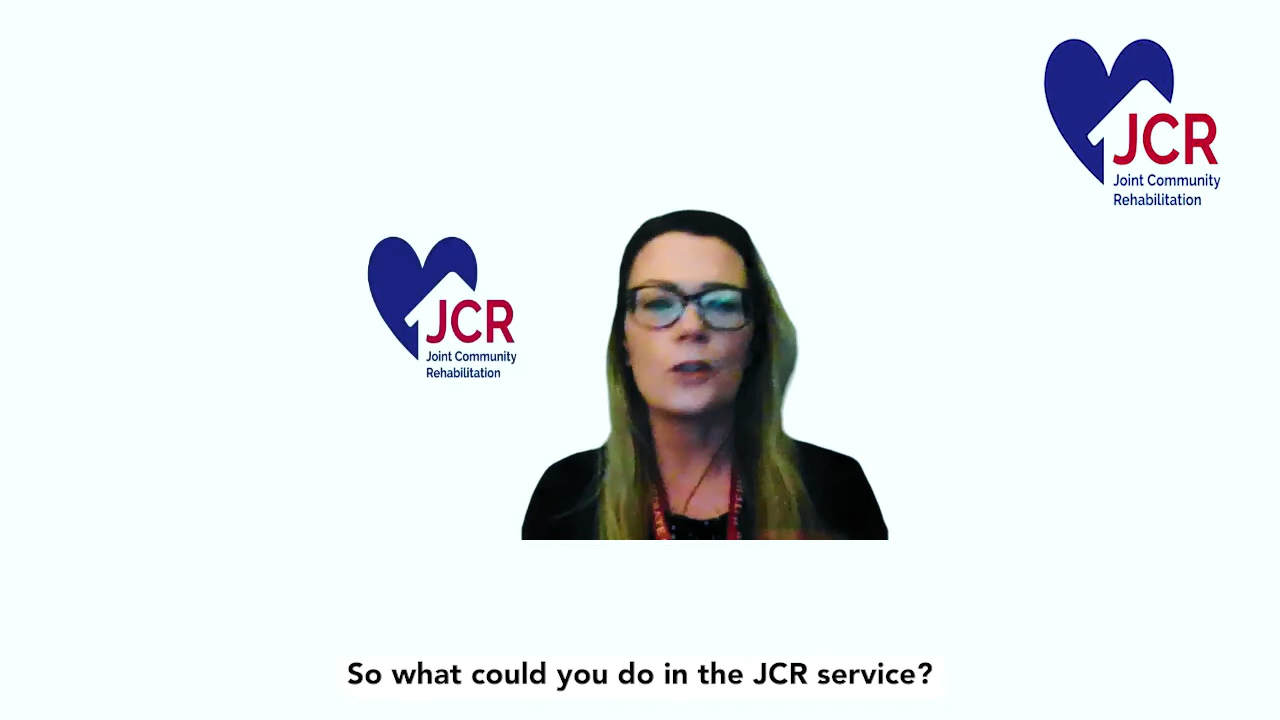 JCR
Joint Community
Rehabilitation
JCR
Joint Community
Rehabilitation
So what could you do in the JCR service?